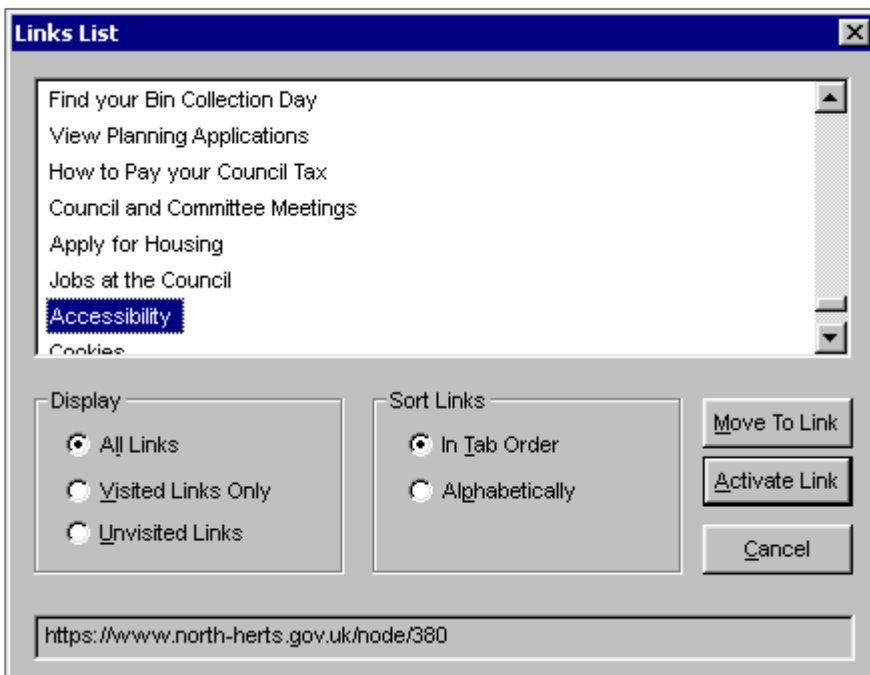 Links List
Find your Bin Collection Day
View Planning Applications
How to Pay your Council Tax
Council and Committee Meetings
Apply for Housing
Jobs at the Council
Accessibility
Cookies
Display
All Links
Visited Links Only
Unvisited Links
Sort Links
In Tab Order
Alphabetically
Move To Link
Activate Link
Cancel
https://www.north-herts.gov.uk/node/380